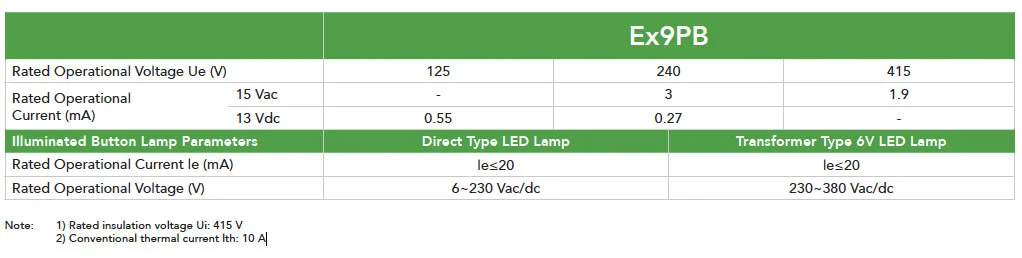 Ex9PB
Rated Operational Voltage Ue (V) 125 240 415
Rated Operational Current (mA) 15 Vac - 3 1.9
13 Vdc 0.55 0.27 -
Illuminated Button Lamp Parameters Direct Type LED Lamp Transformer Type 6V LED Lamp
Rated Operational Current Ie (mA) Ie≤20 Ie≤20
Rated Operational Voltage (V) 6~230 Vac/dc 230~380 Vac/dc
Note: 1) Rated insulation voltage Ui: 415 V
2) Conventional thermal current Ith: 10 A